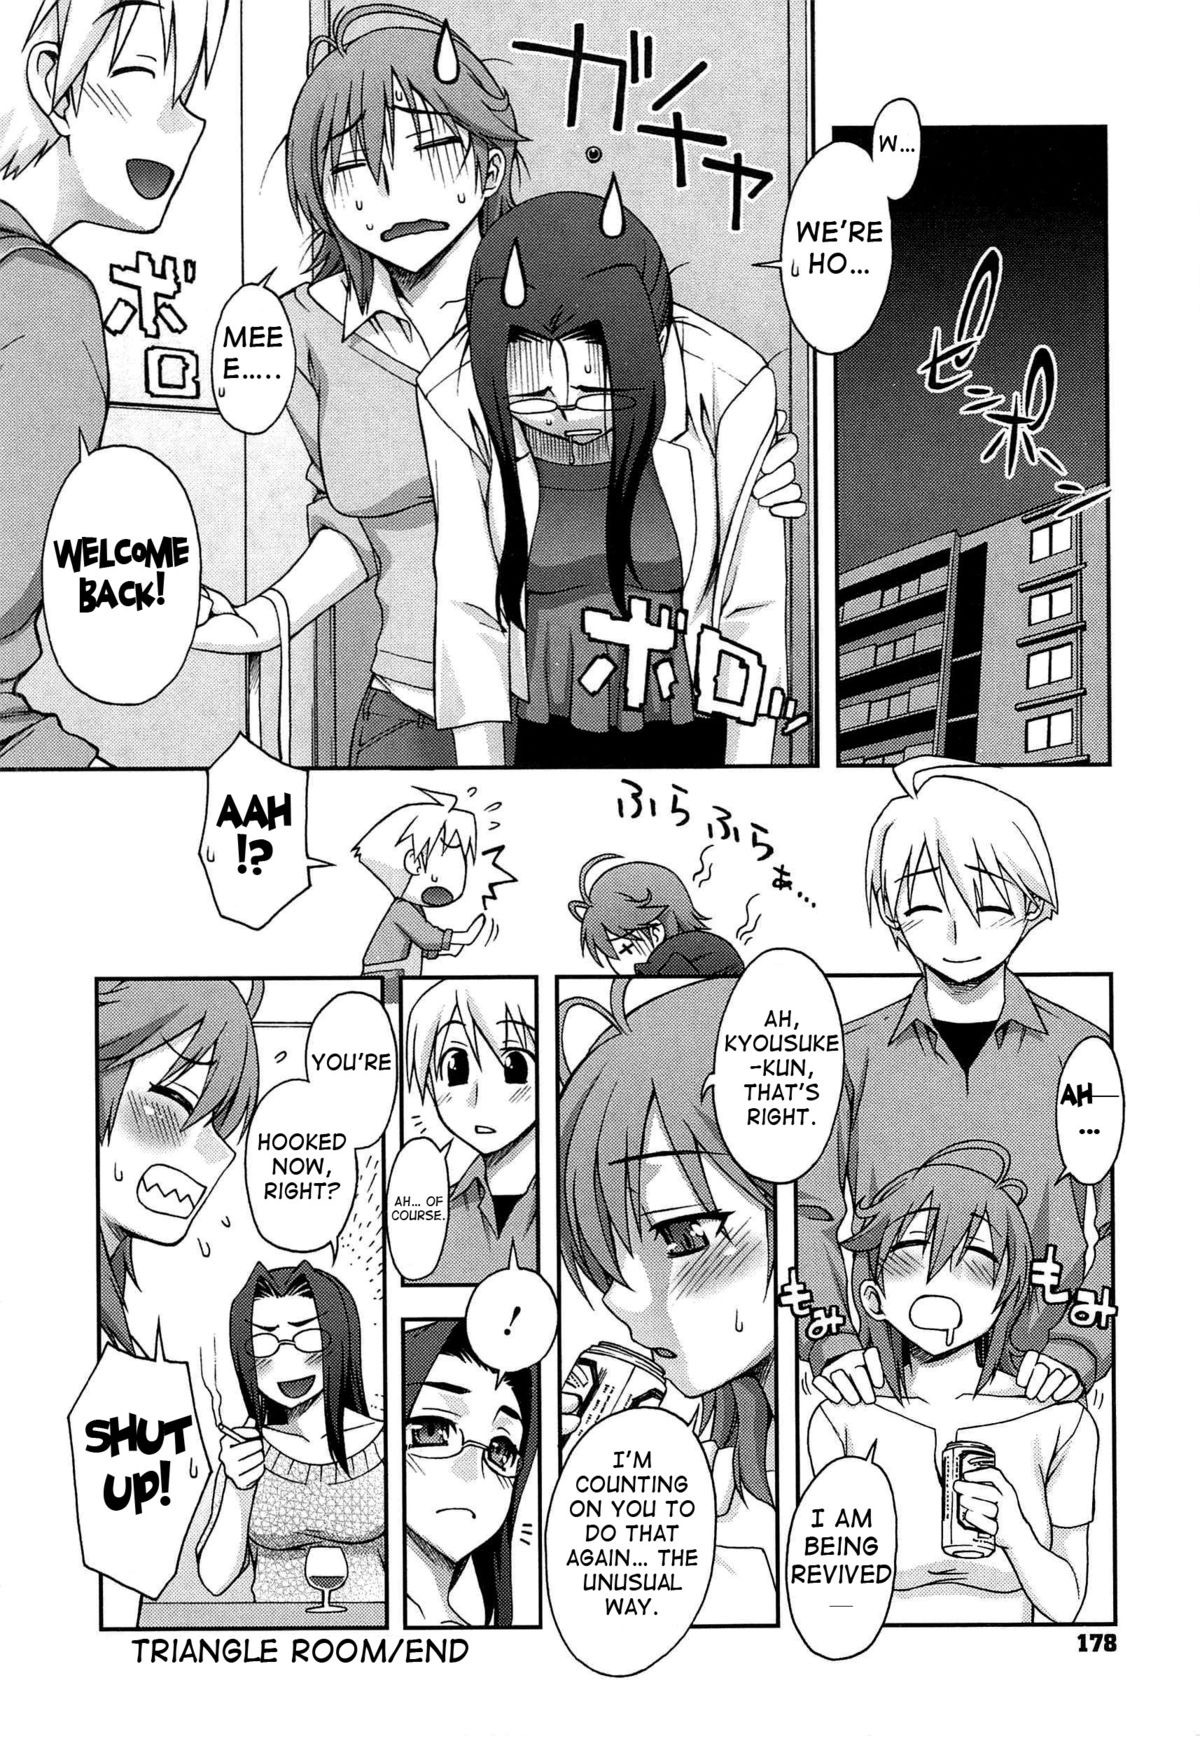 W...
WE'RE
HO...
ピンポーン
ガチャ
MEE
E......
ボロ
ボロッ
WELCOME
BACK!
ふらふらぁ...
AAH
!?
AH—
...
もみ
もみ
I AM
BEING
REVIVED
AH,
KYOUSUKE
-KUN,
THAT'S
RIGHT.
I'M
COUNTING
ON YOU TO
DO THAT
AGAIN... THE
UNUSUAL
WAY.
AH... OF
COURSE.
!
YOU'RE
HOOKED
NOW,
RIGHT?
SHUT
UP!
TRIANGLE ROOM/END
178